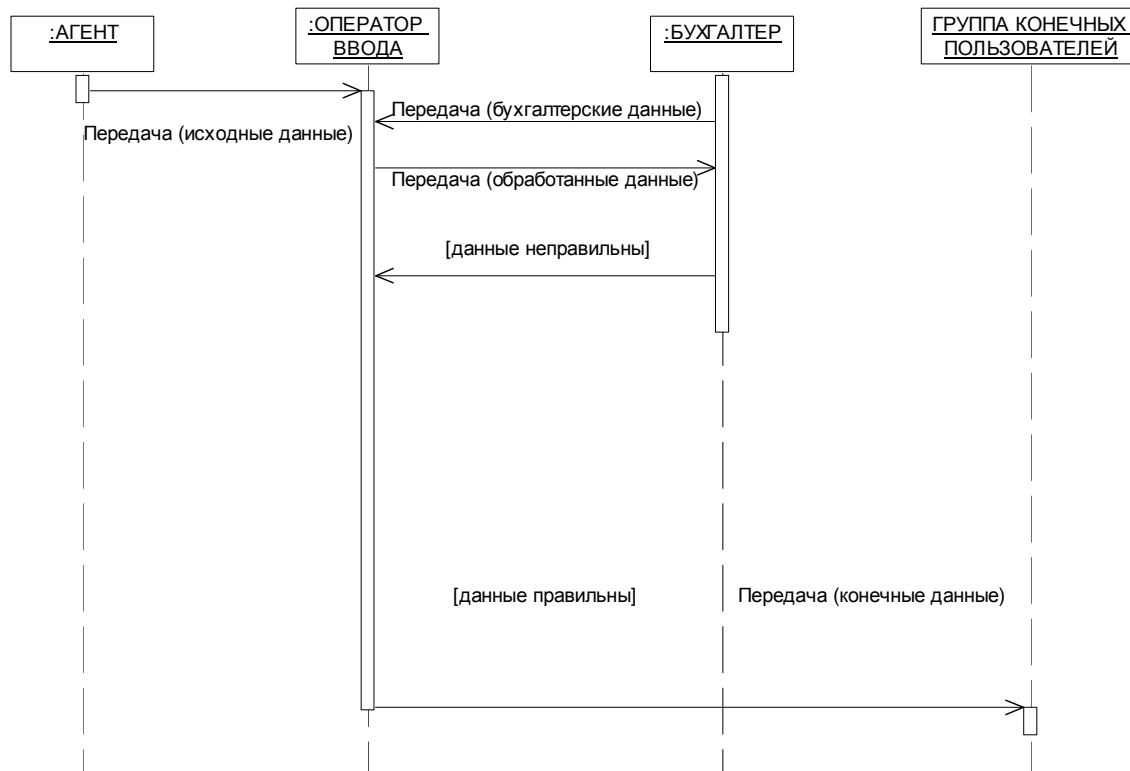 :АГЕНТ
:ОПЕРАТОР
ВВОДА
:БУХГАЛТЕР
ГРУППА КОНЕЧНЫХ
ПОЛЬЗОВАТЕЛЕЙ
Передача (бухгалтерские данные)
Передача (исходные данные)
Передача (обработанные данные)
[данные неправильны]
[данные правильны]
Передача (конечные данные)